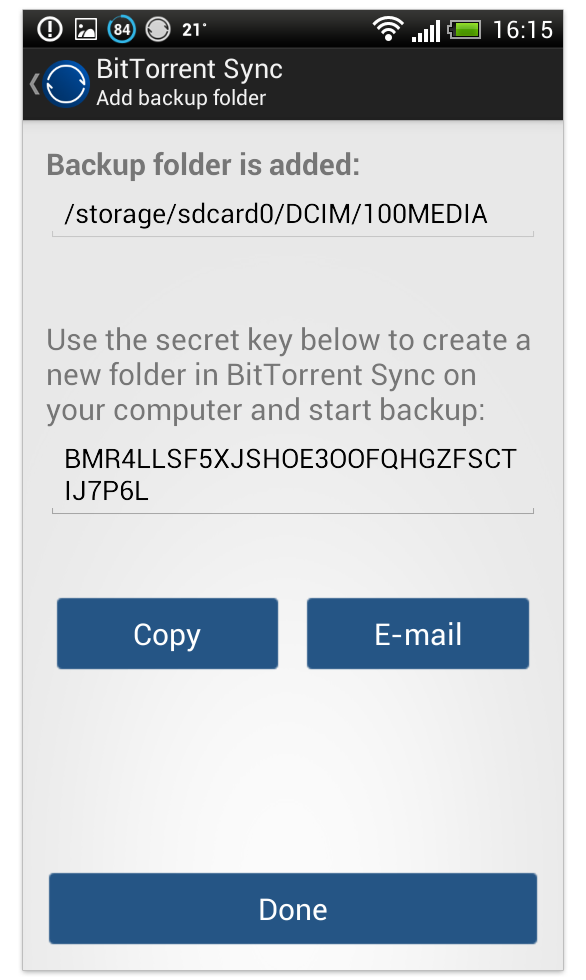 84 21° 16:15
BitTorrent Sync
Add backup folder
Backup folder is added:
/storage/sdcard0/DCIM/100MEDIA
Use the secret key below to create a
new folder in BitTorrent Sync on
your computer and start backup:
BMR4LLSF5XJSHOE3OOFQHGZFSCT
IJ7P6L
Copy E-mail
Done